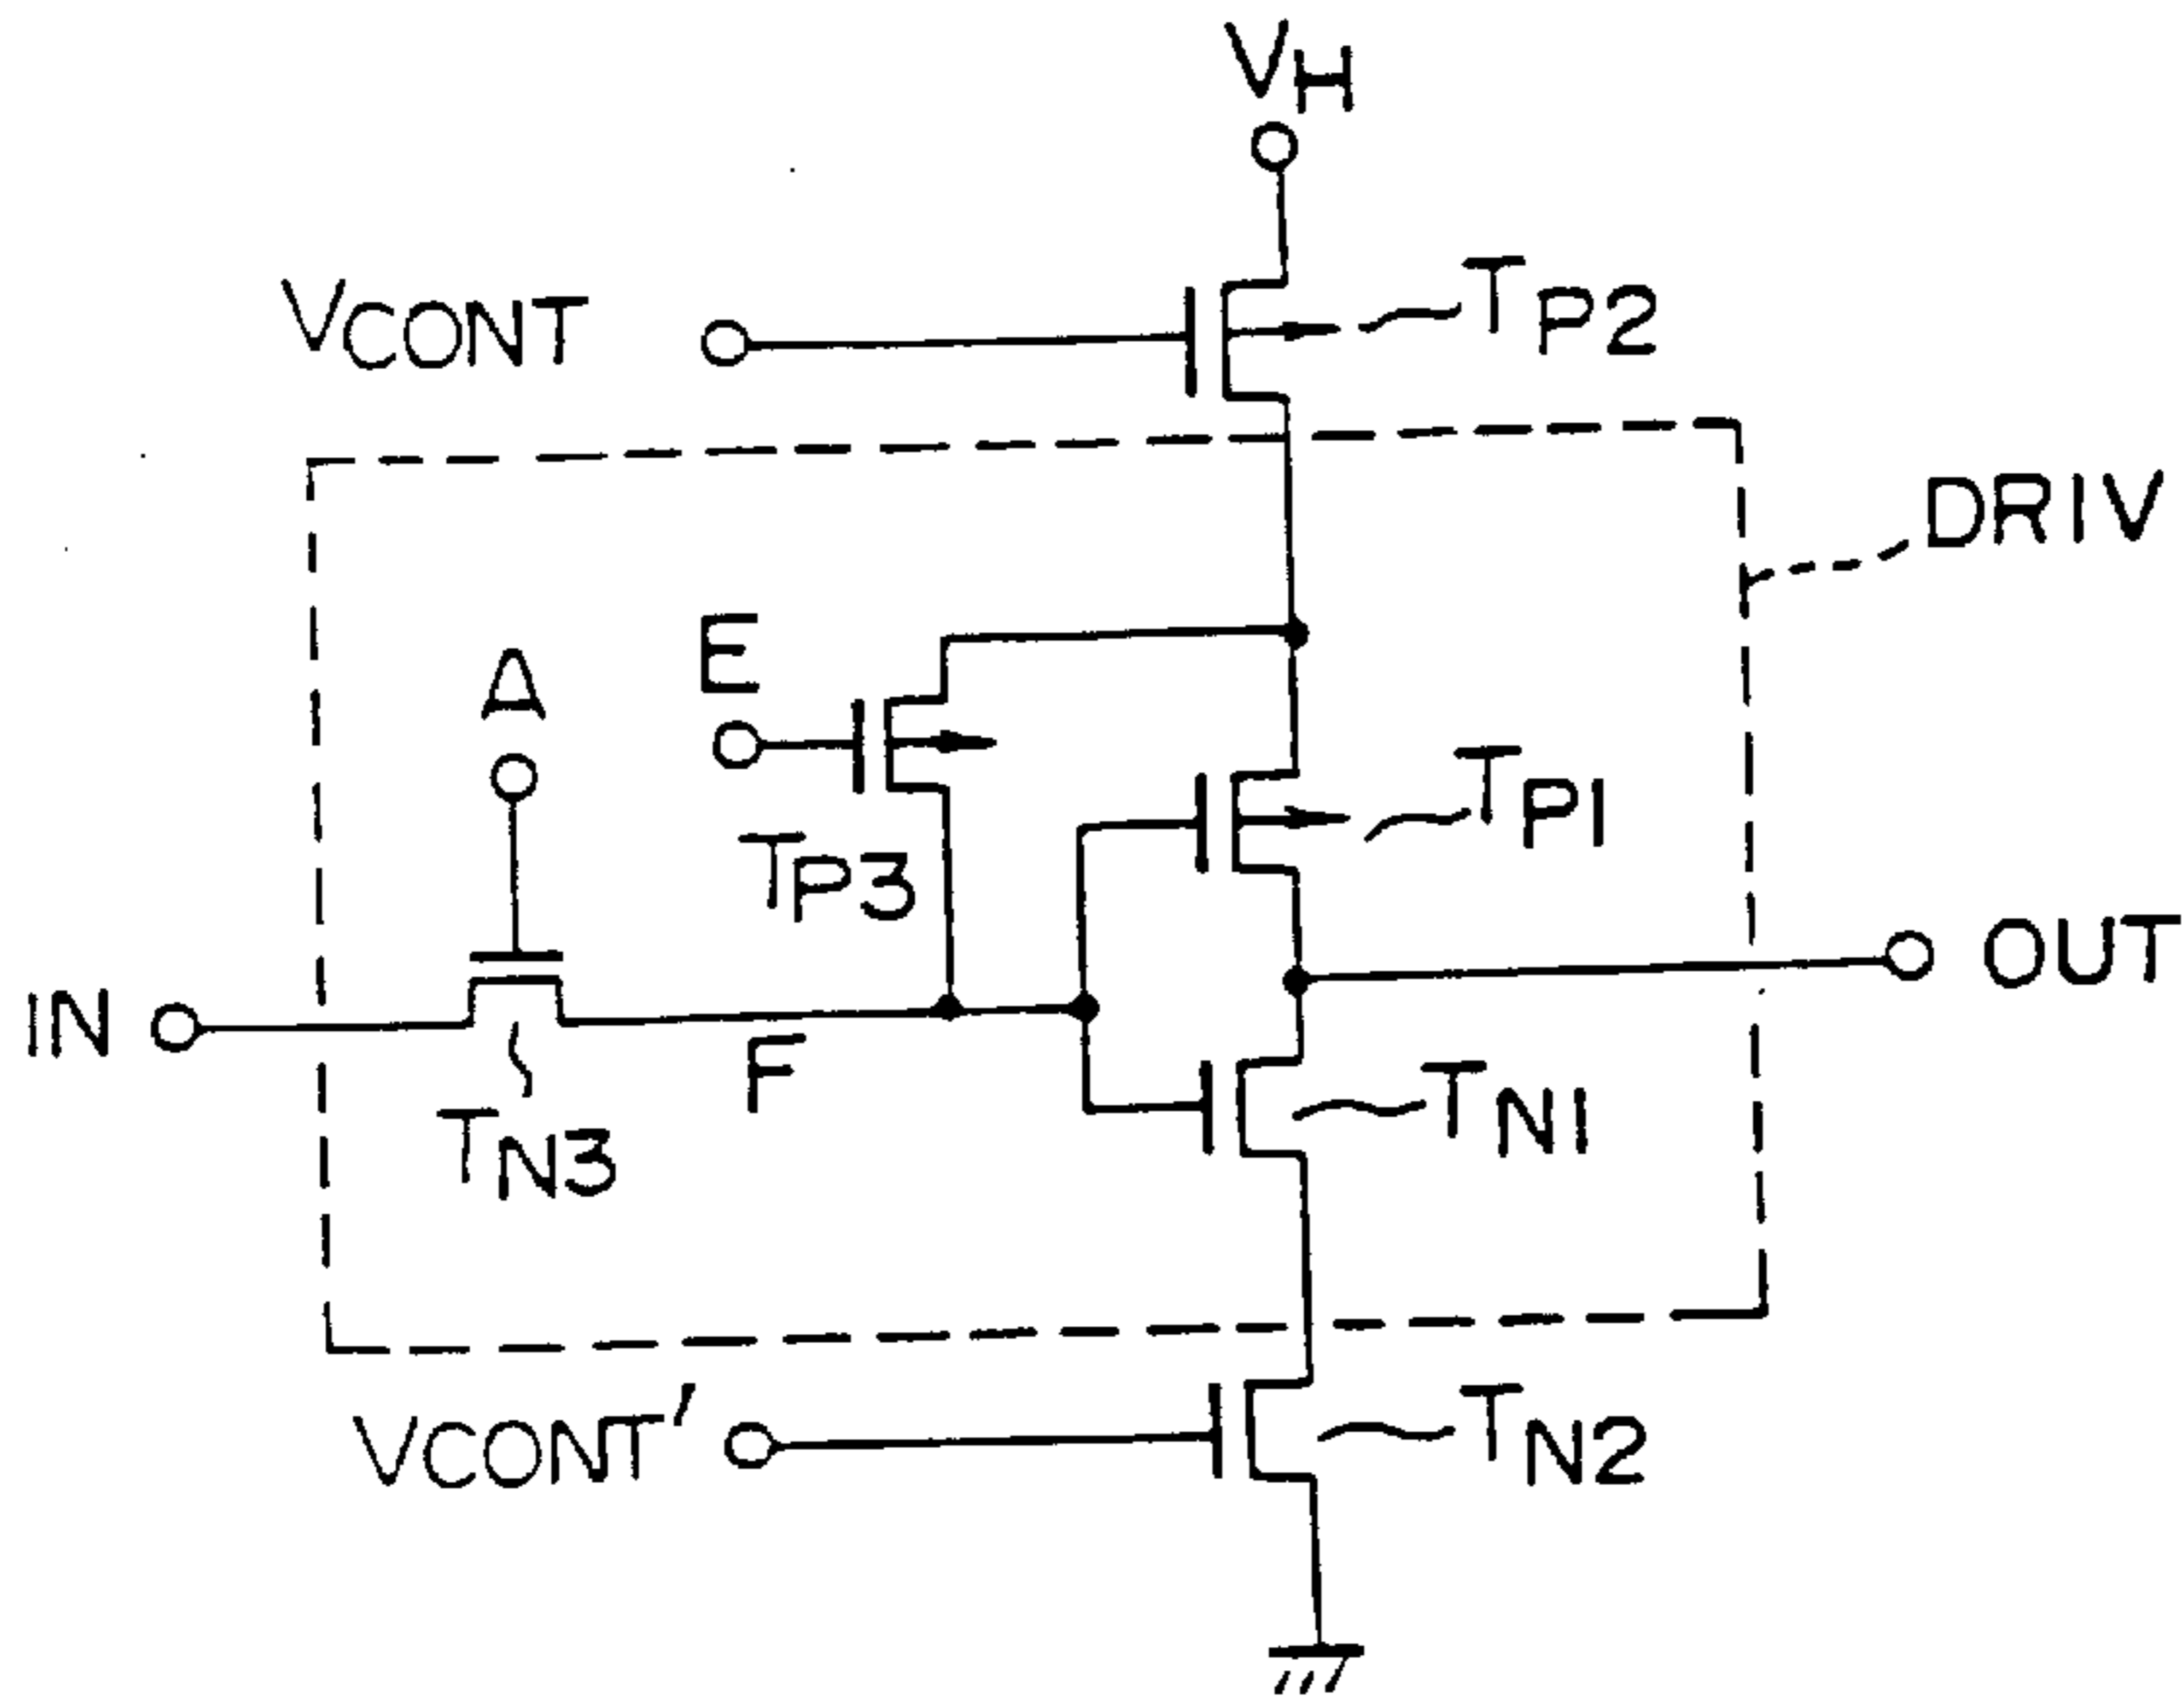 VH
VCONT
TP2
DRIV
E
A
TP1
TP3
OUT
IN
F
TN1
TN3
VCONT'
TN2